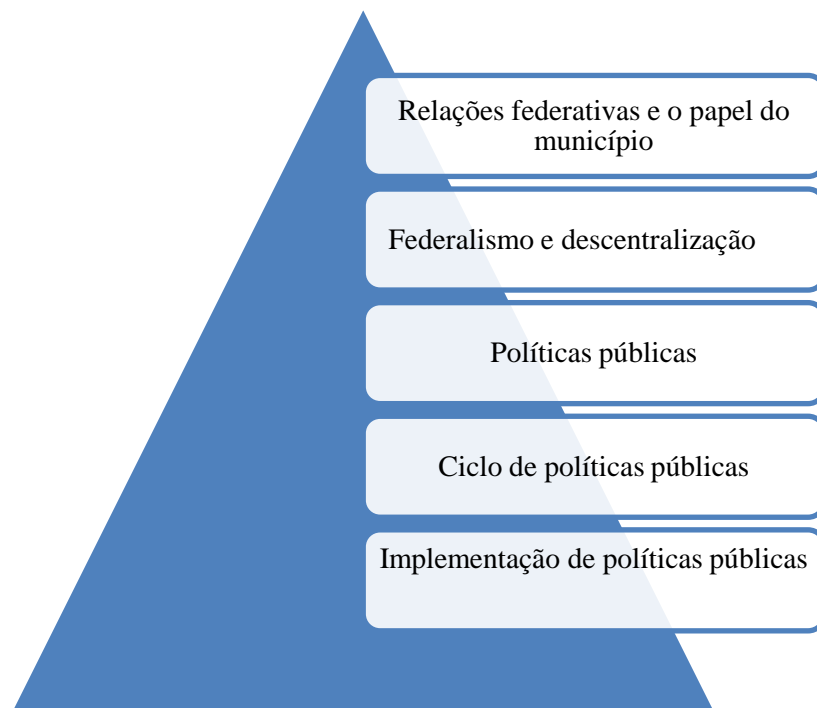 Relações federativas e o papel do
município
Federalismo e descentralização
Políticas públicas
Ciclo de políticas públicas
Implementação de políticas públicas